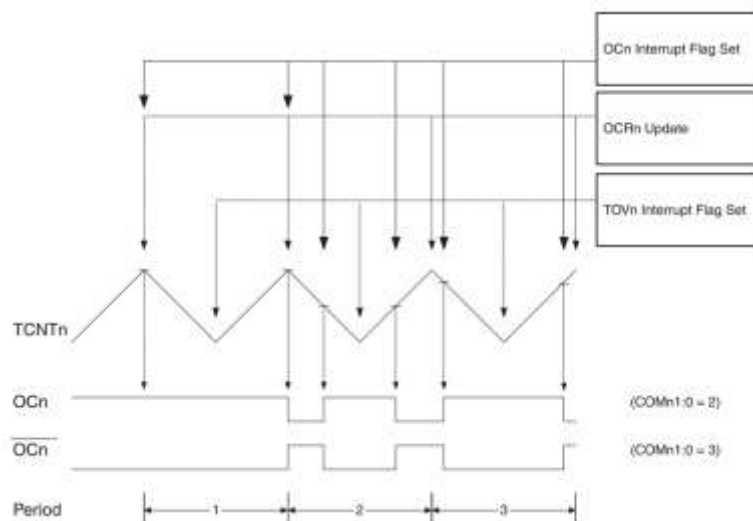 OCn Interrupt Flag Set
OCRn Update
TOVn Interrupt Flag Set
TCNTn
OCn
(COMn1:0 = 2)
OCn
(COMn1:0 = 3)
Period
1
2
3